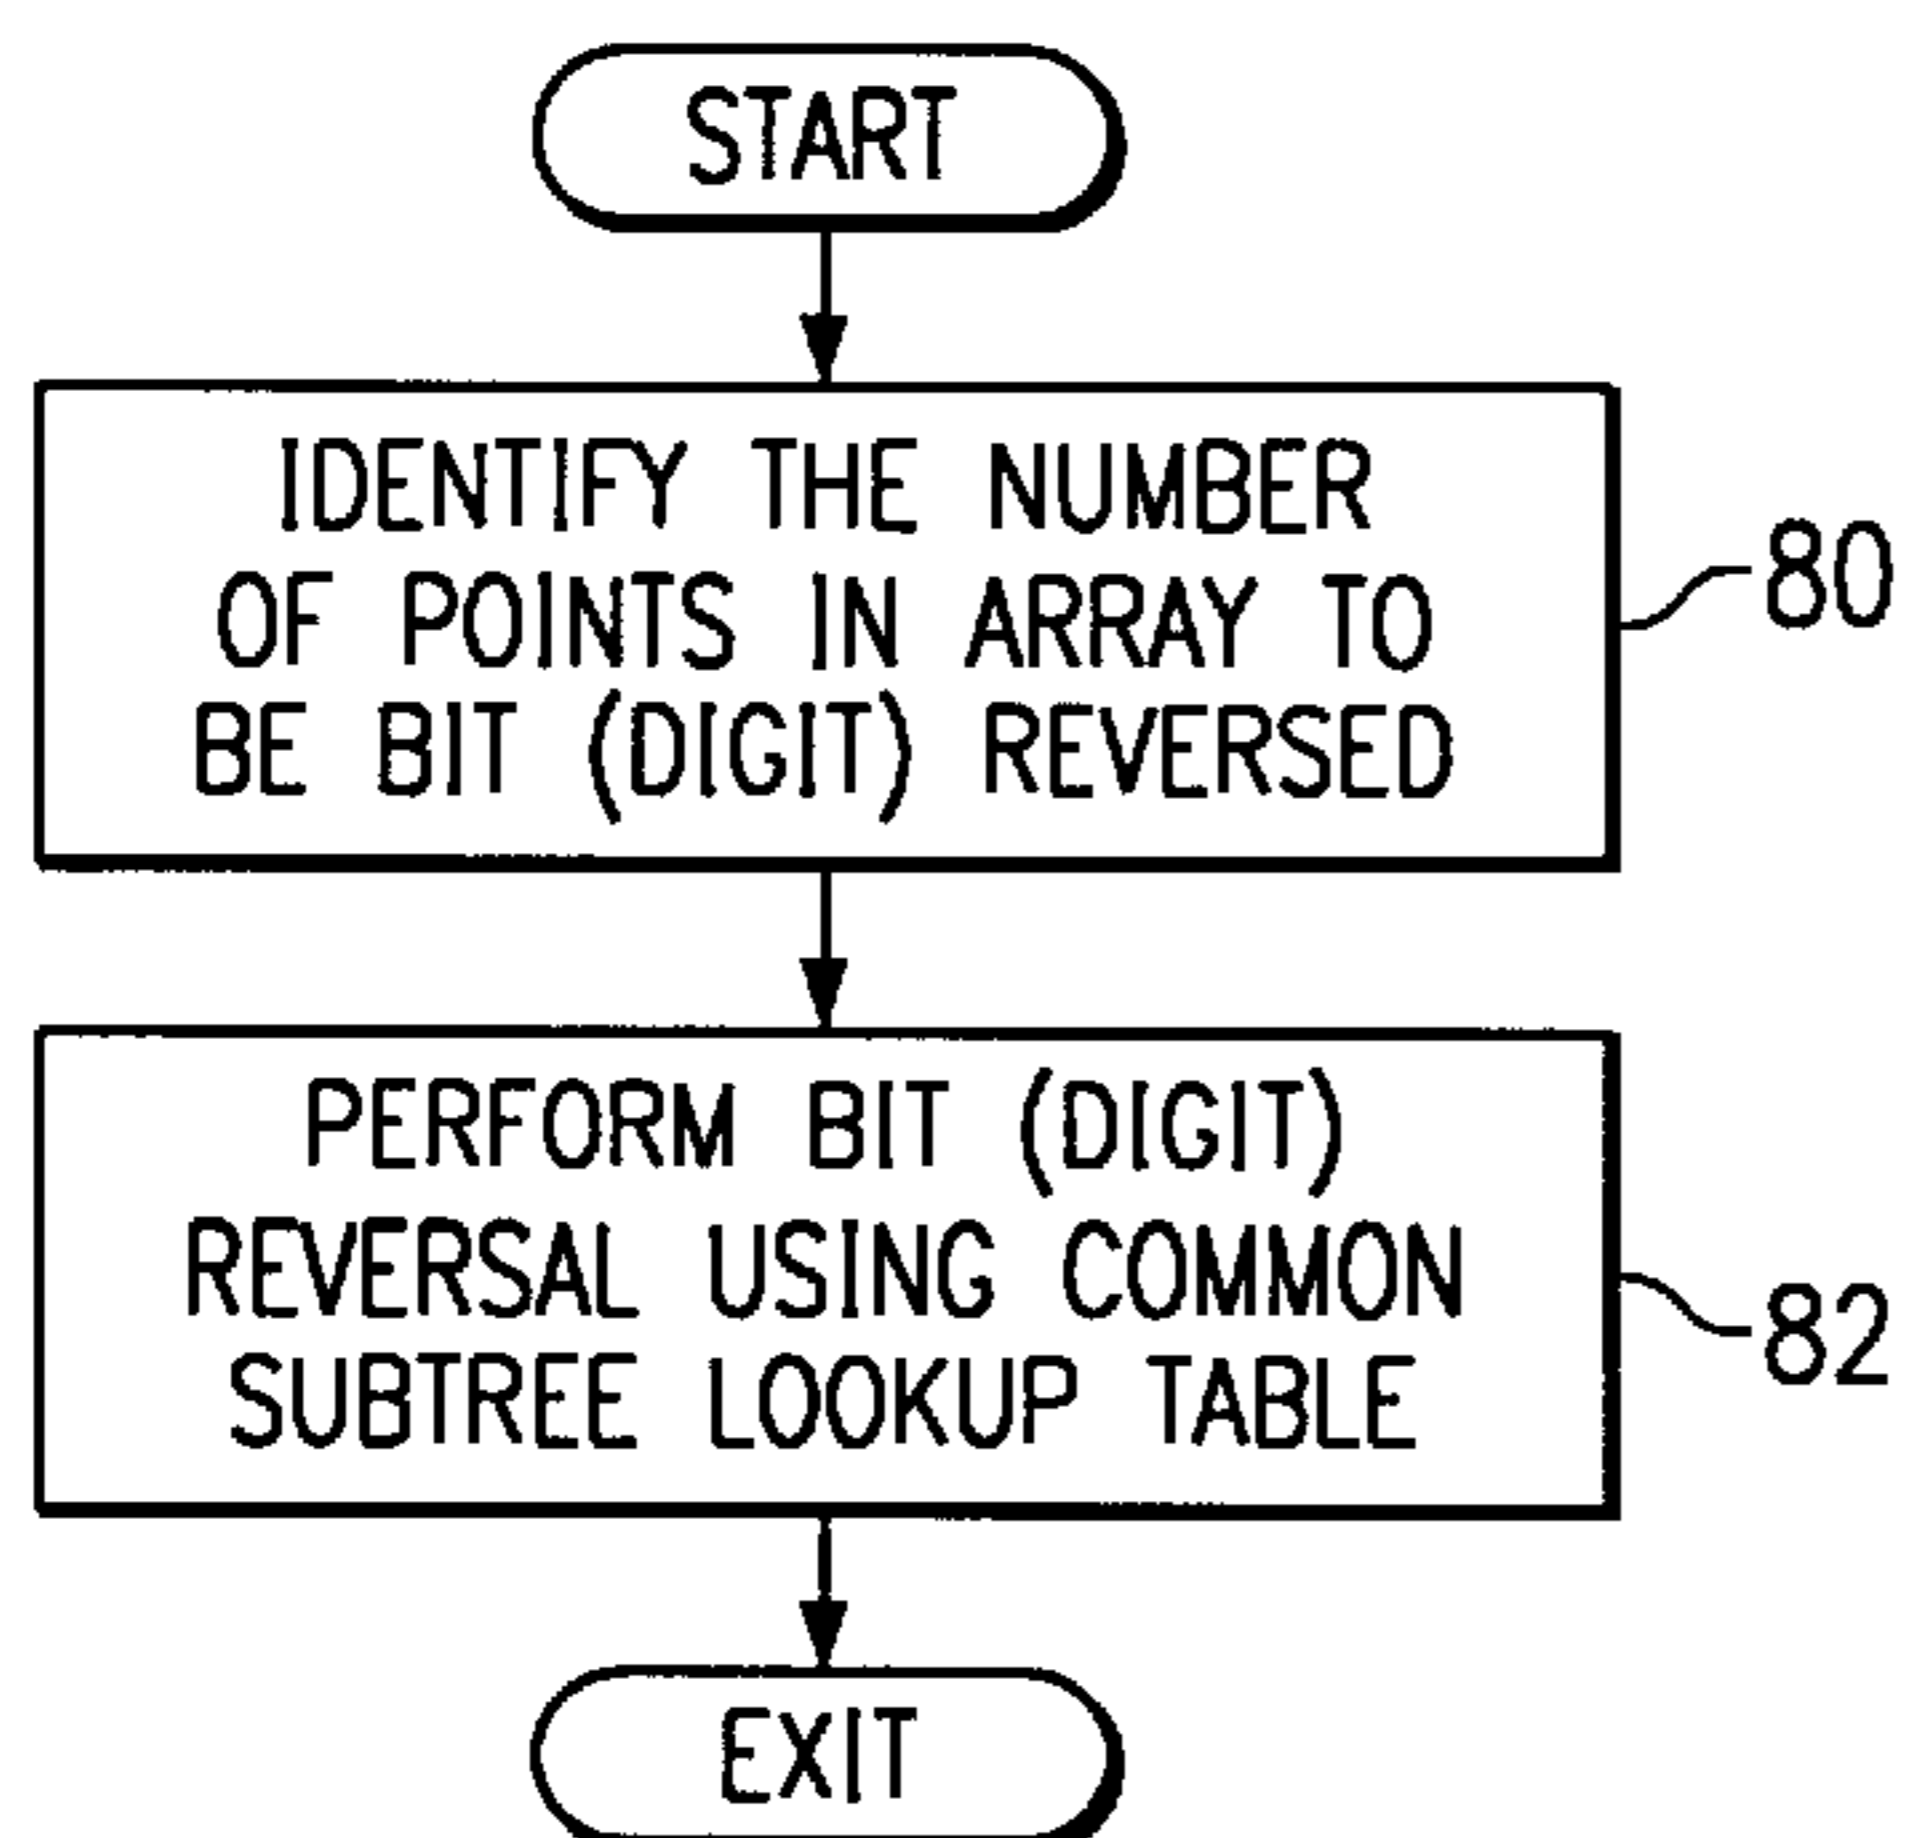 START
IDENTIFY THE NUMBER
OF POINTS IN ARRAY TO
BE BIT (DIGIT) REVERSED
80
PERFORM BIT (DIGIT)
REVERSAL USING COMMON
SUBTREE LOOKUP TABLE
82
EXIT